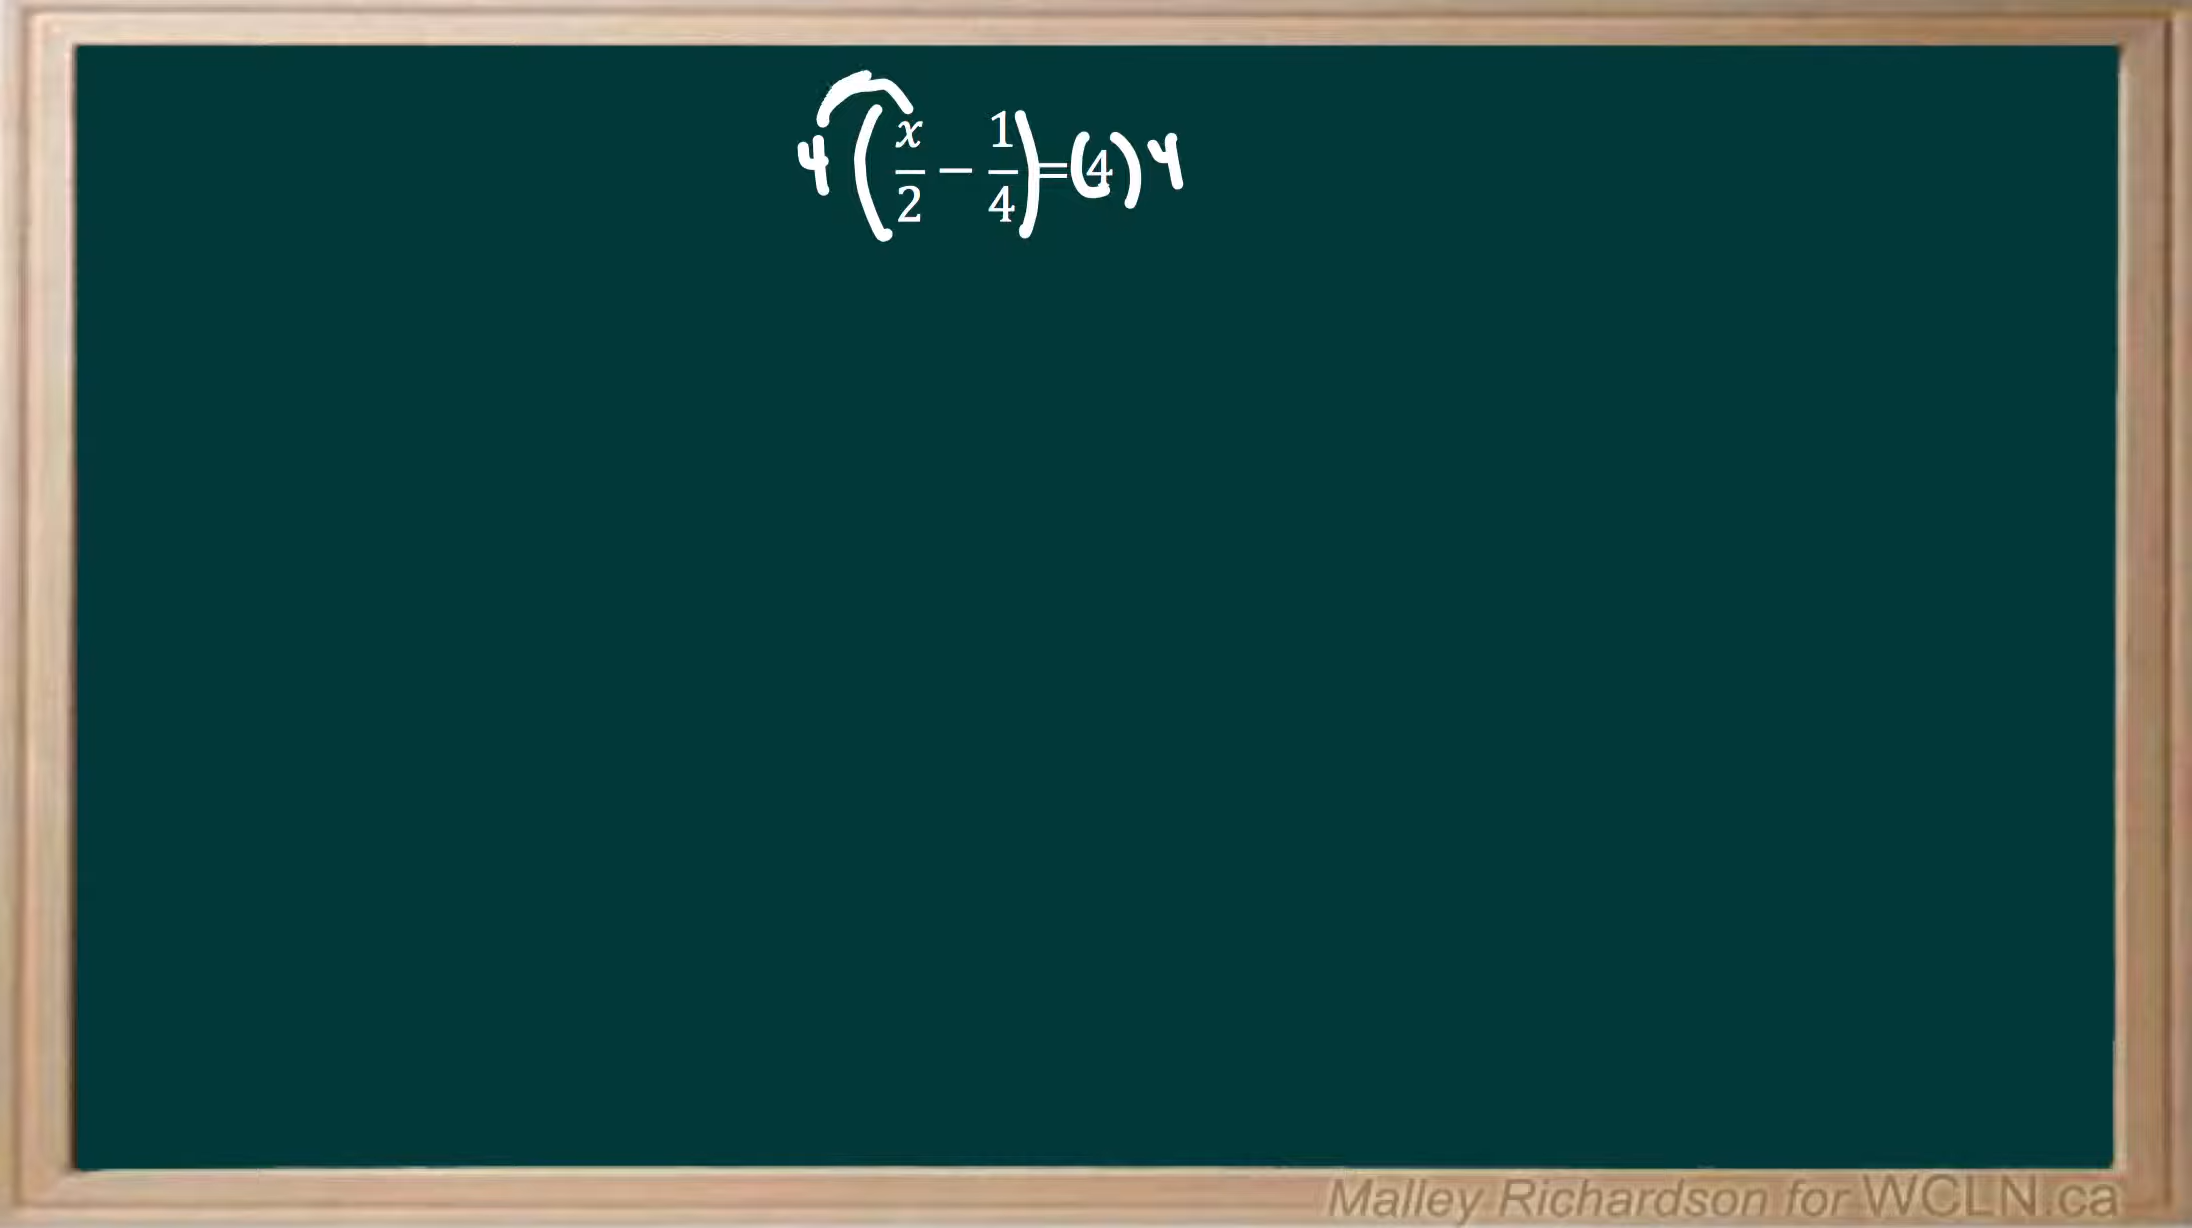 4 ( x/2 − 1/4 ) = (4) 4
Malley Richardson for WCLN.ca